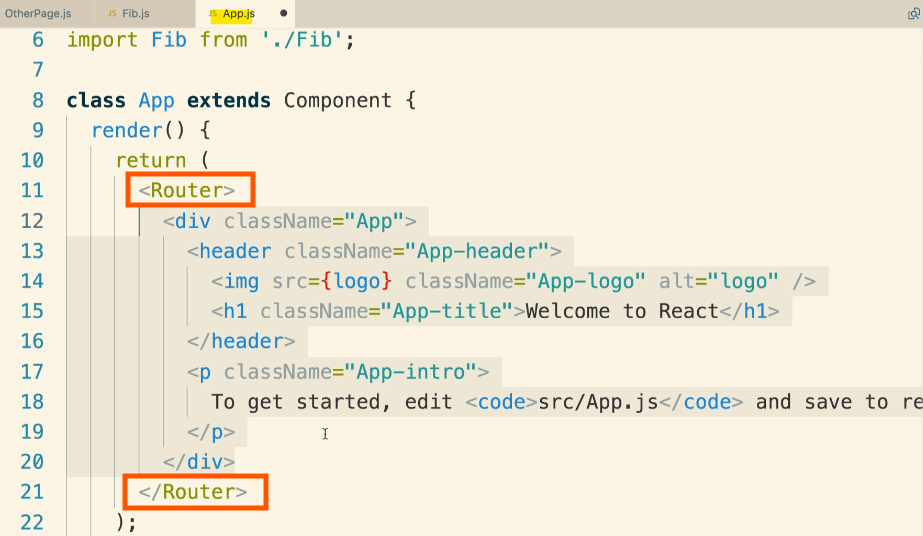 OtherPage.js JS Fib.js JS App.js
6 import Fib from './Fib';
7
8 class App extends Component {
9 render() {
10 return (
11 <Router>
12 <div className="App">
13 <header className="App-header">
14 <img src={logo} className="App-logo" alt="logo" />
15 <h1 className="App-title">Welcome to React</h1>
16 </header>
17 <p className="App-intro">
18 To get started, edit <code>src/App.js</code> and save to re
19 </p>
20 </div>
21 </Router>
22 );